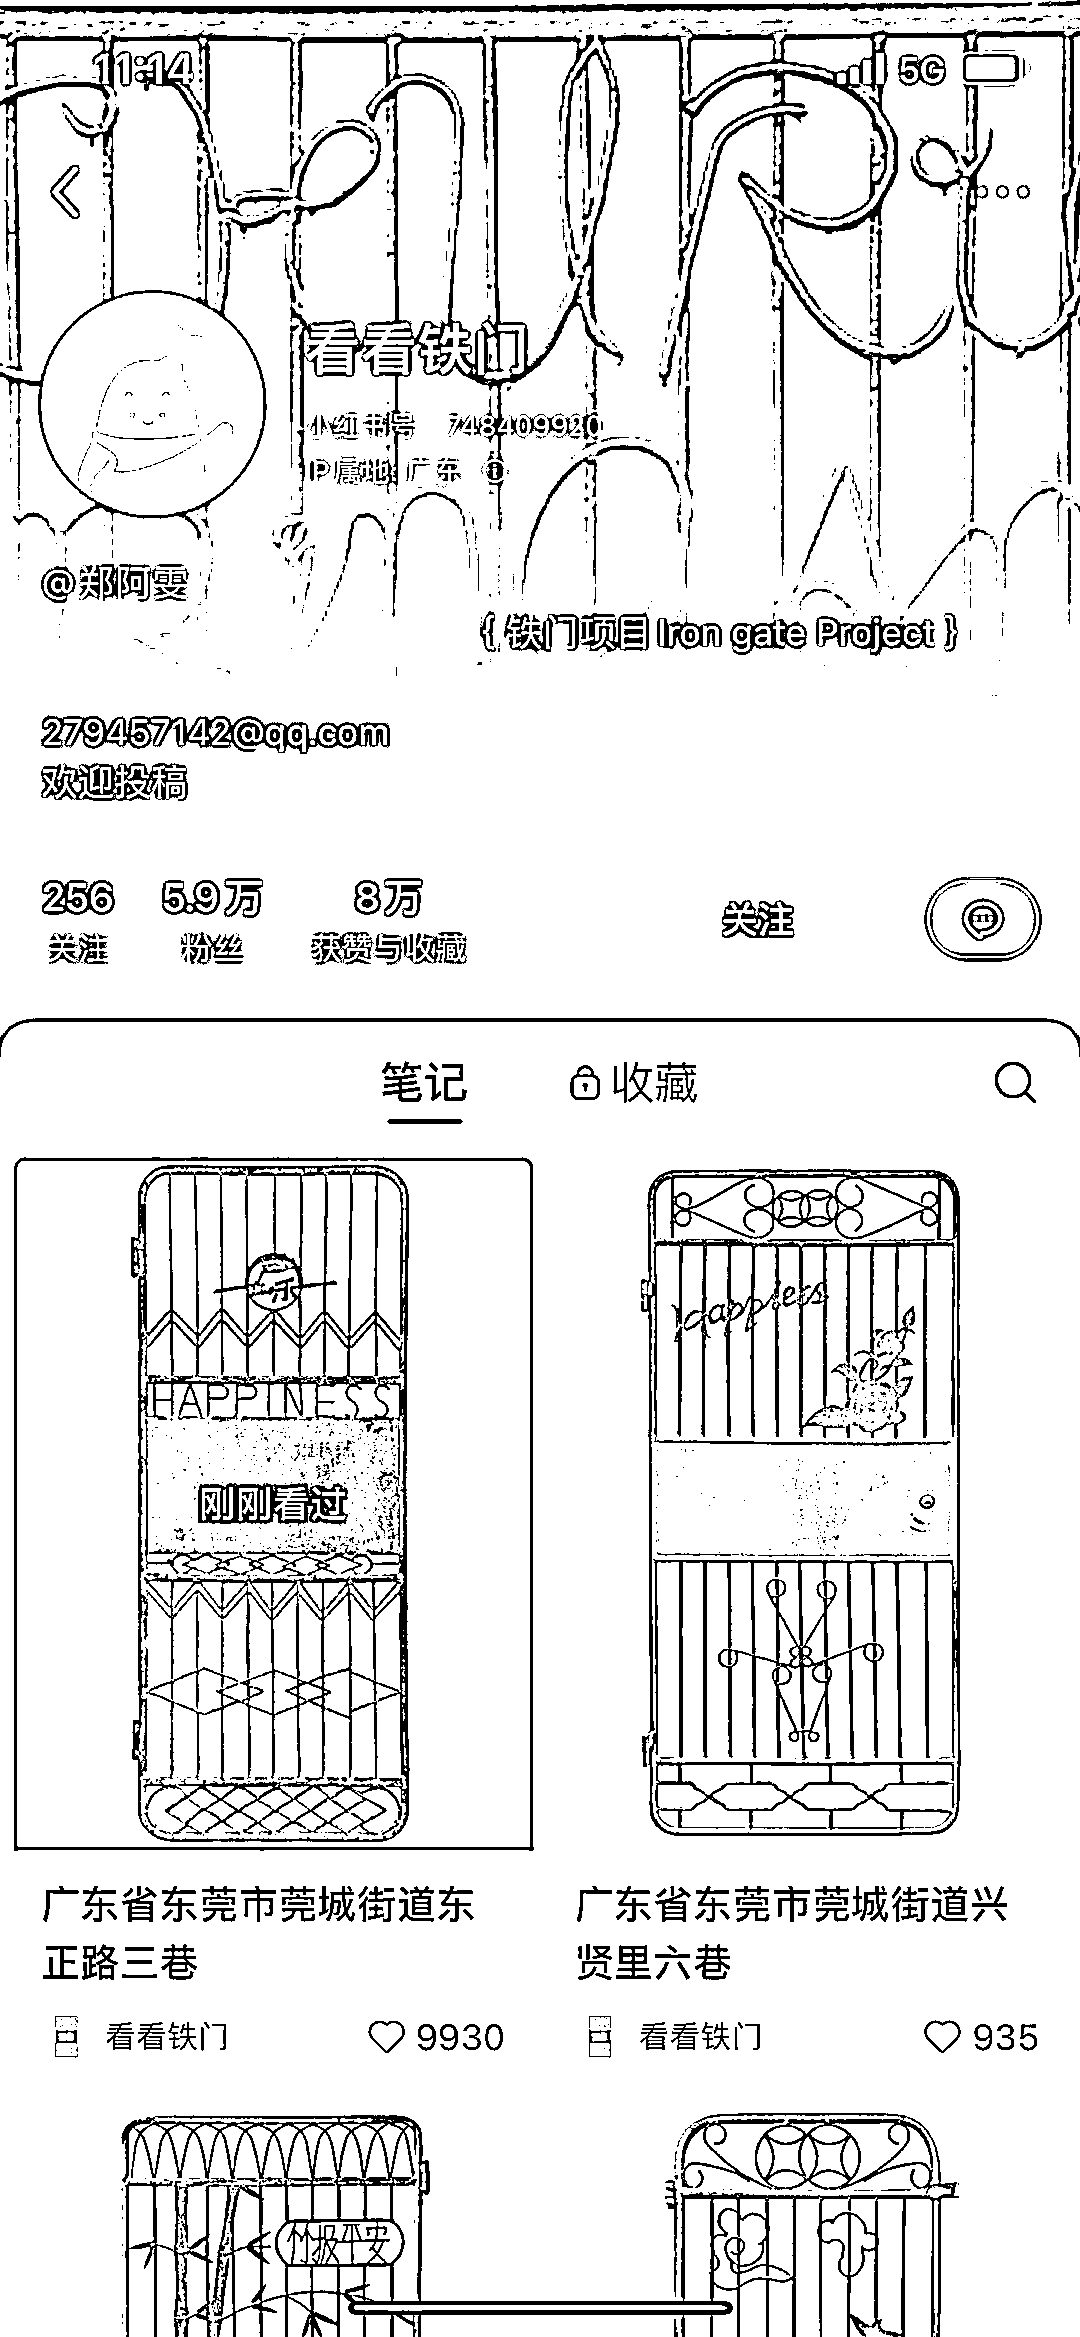 11:14
5G
看看铁门
小红书号 748409920
IP属地: 广东
@郑阿雯
{ 铁门项目 Iron gate Project }
279457142@qq.com
欢迎投稿
256 5.9万 8万
关注 粉丝 获赞与收藏
关注
笔记 收藏
HAPPINESS
刚刚看过
广东省东莞市莞城街道东
正路三巷
看看铁门 9930
Happiess
广东省东莞市莞城街道兴
贤里六巷
看看铁门 935
竹报平安